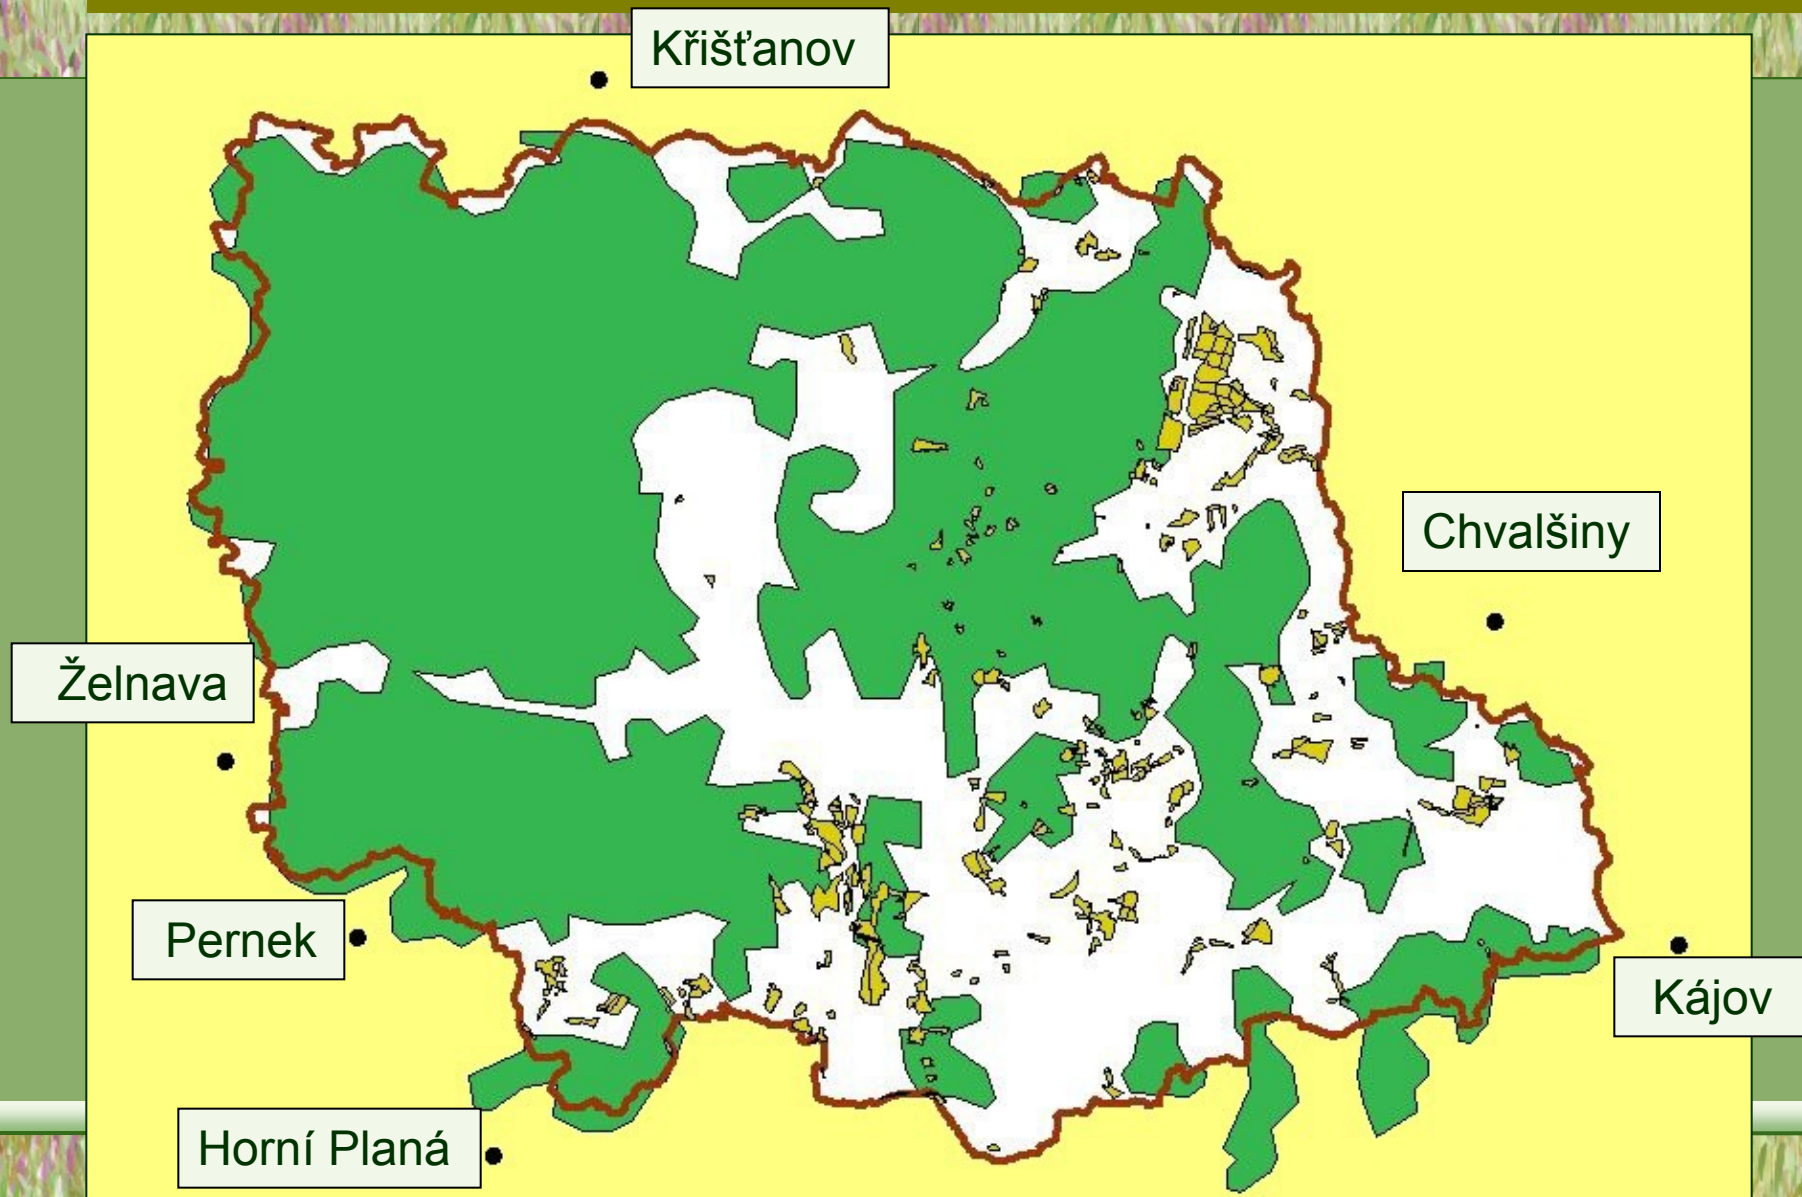 Křišťanov
Chvalšiny
Želnava
Pernek
Kájov
Horní Planá